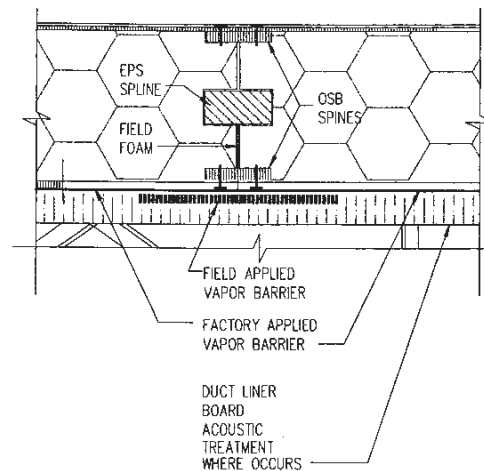 EPS
SPLINE
OSB
SPINES
FIELD
FOAM
FIELD APPLIED
VAPOR BARRIER
FACTORY APPLIED
VAPOR BARRIER
DUCT LINER
BOARD
ACOUSTIC
TREATMENT
WHERE OCCURS